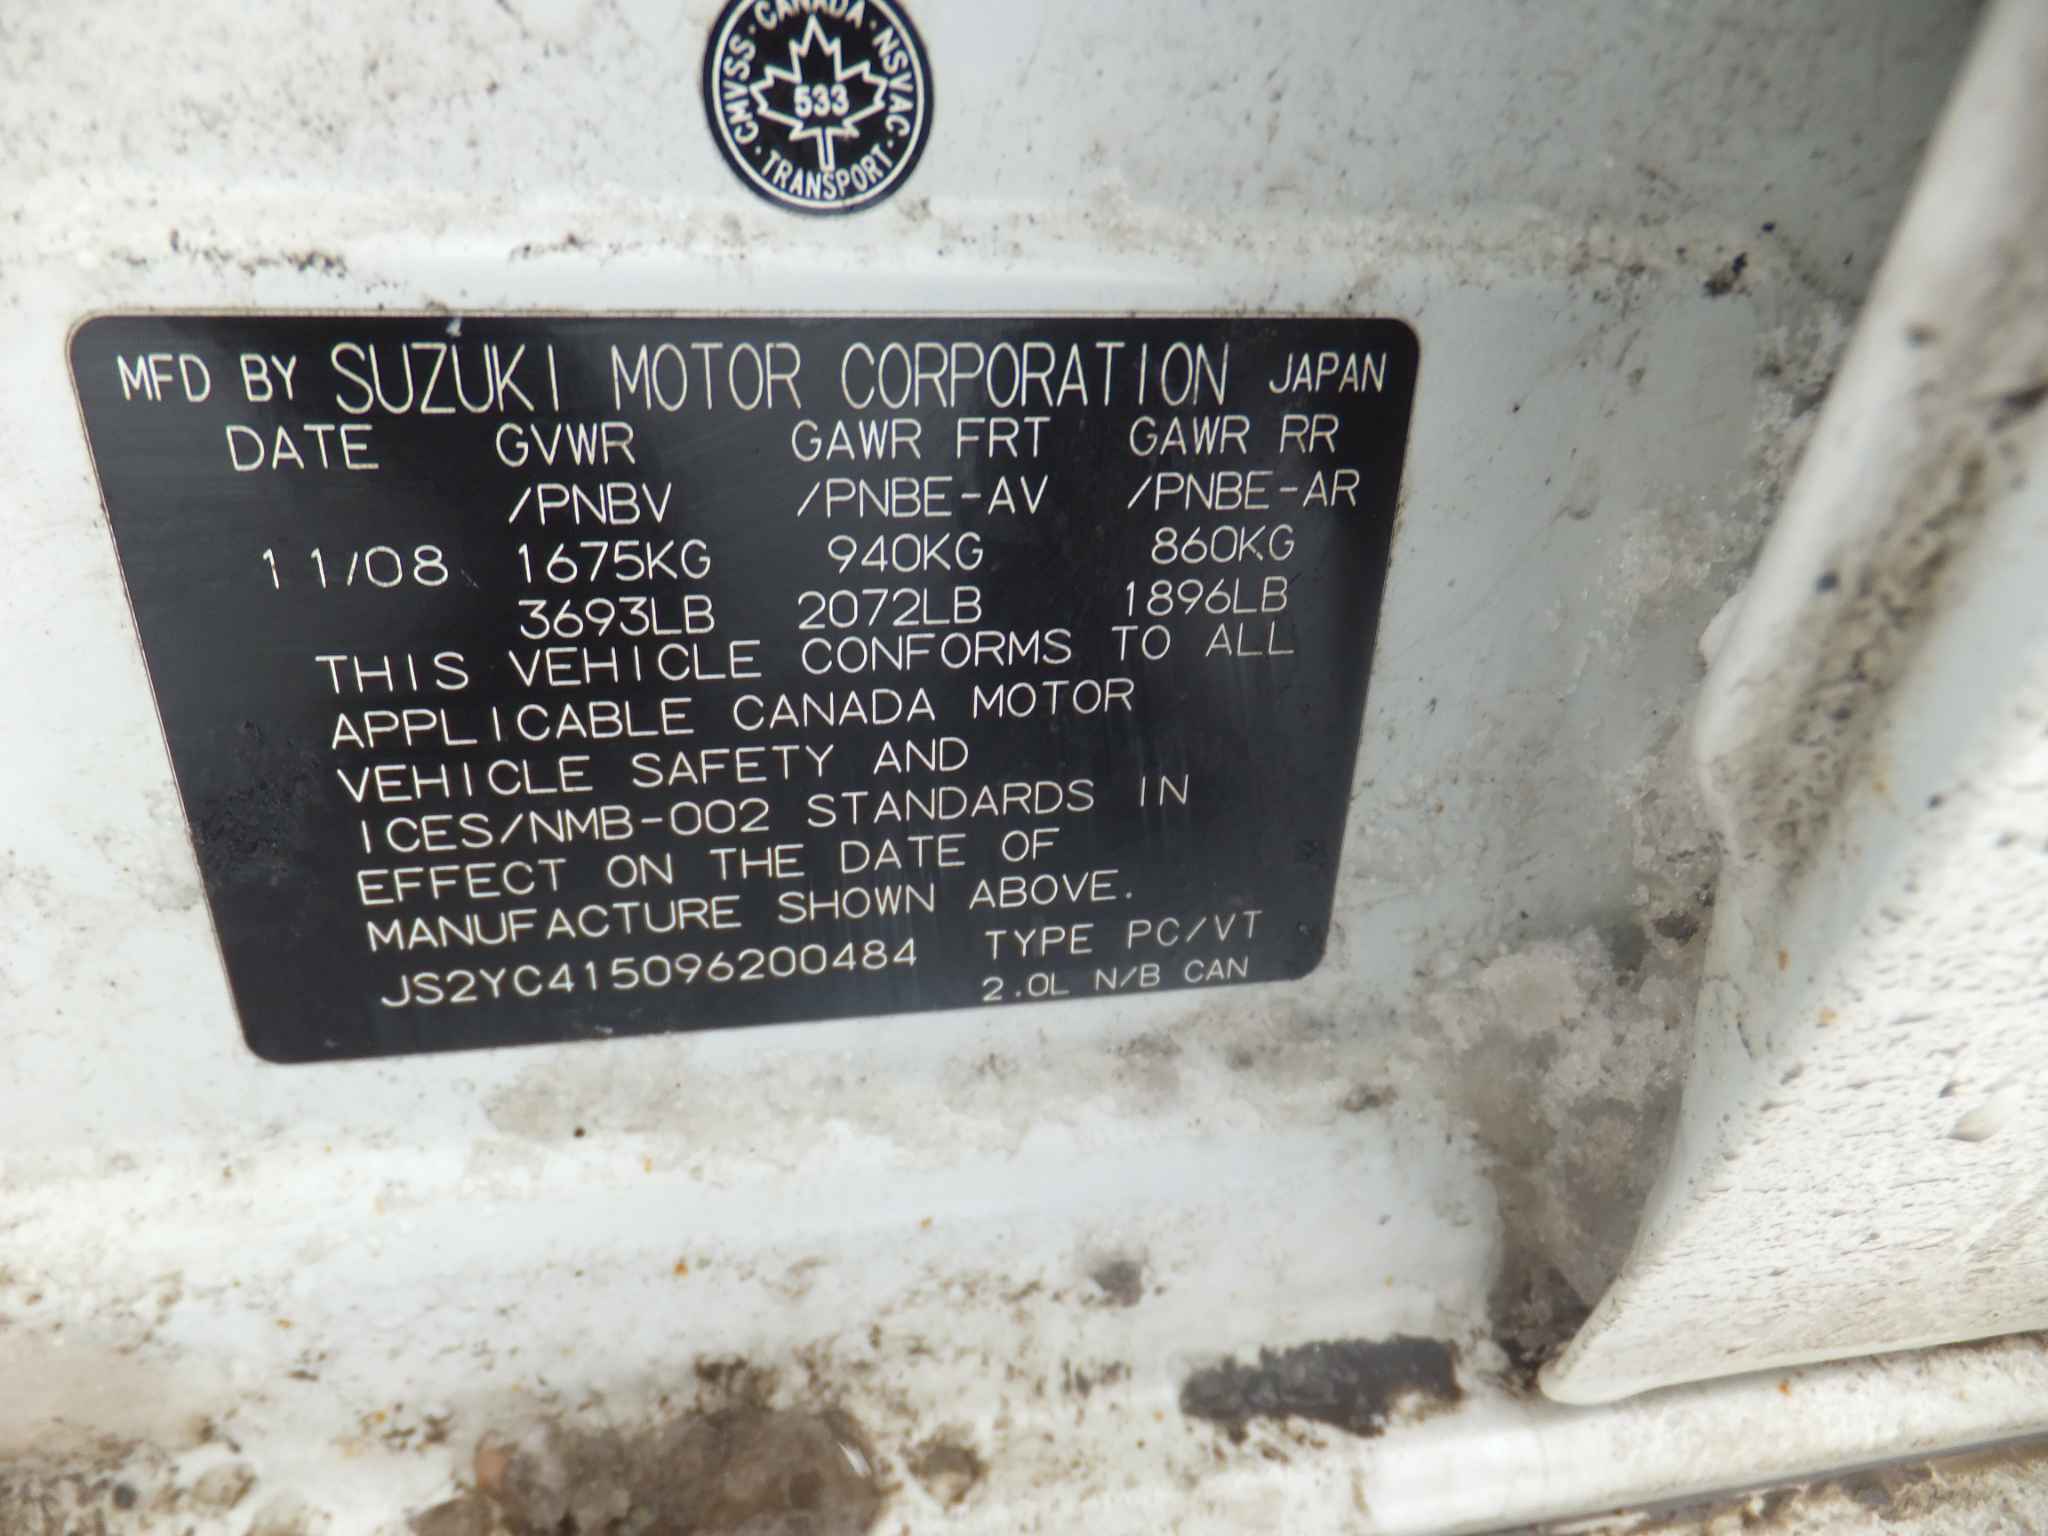 CMVSS · CANADA · NSVAC · TRANSPORT ·
533
MFD BY SUZUKI MOTOR CORPORATION JAPAN
DATE GVWR GAWR FRT GAWR RR
/PNBV /PNBE-AV /PNBE-AR
11/08 1675KG 940KG 860KG
3693LB 2072LB 1896LB
THIS VEHICLE CONFORMS TO ALL
APPLICABLE CANADA MOTOR
VEHICLE SAFETY AND
ICES/NMB-002 STANDARDS IN
EFFECT ON THE DATE OF
MANUFACTURE SHOWN ABOVE.
JS2YC415096200484 TYPE PC/VT
2.0L N/B CAN